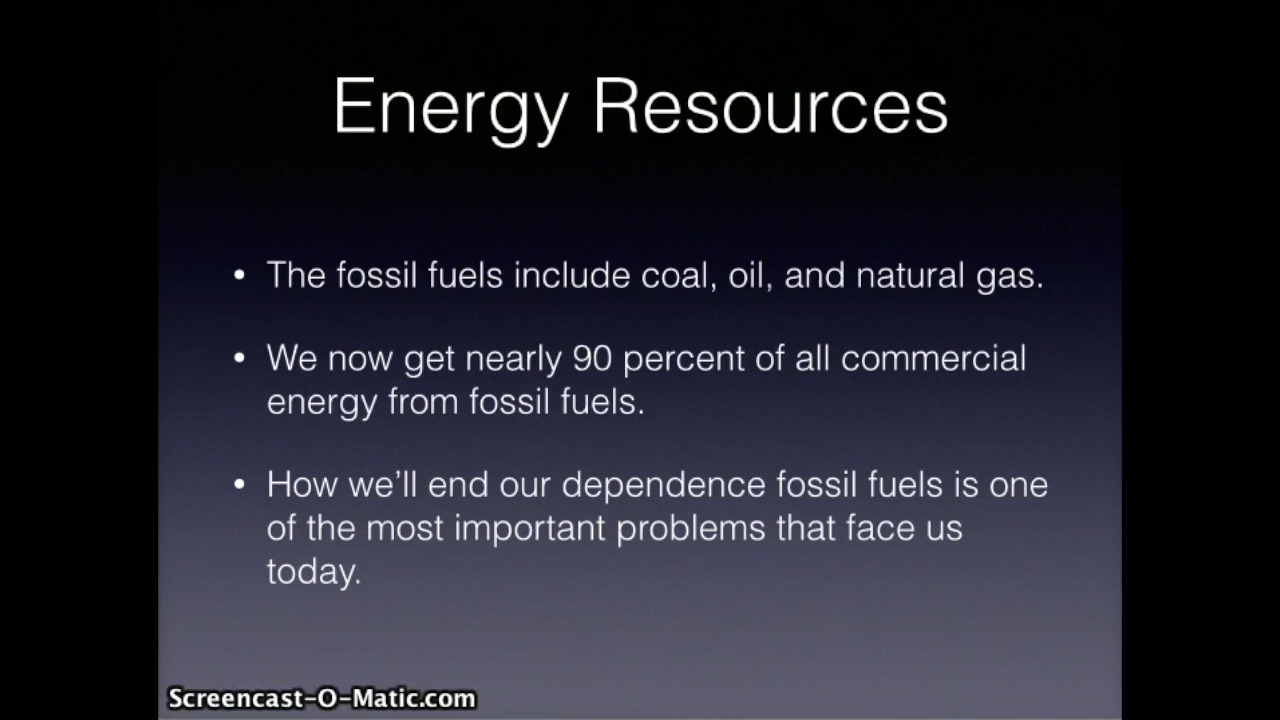 Energy Resources
• The fossil fuels include coal, oil, and natural gas.
• We now get nearly 90 percent of all commercial
energy from fossil fuels.
• How we'll end our dependence fossil fuels is one
of the most important problems that face us
today.
Screencast-O-Matic.com